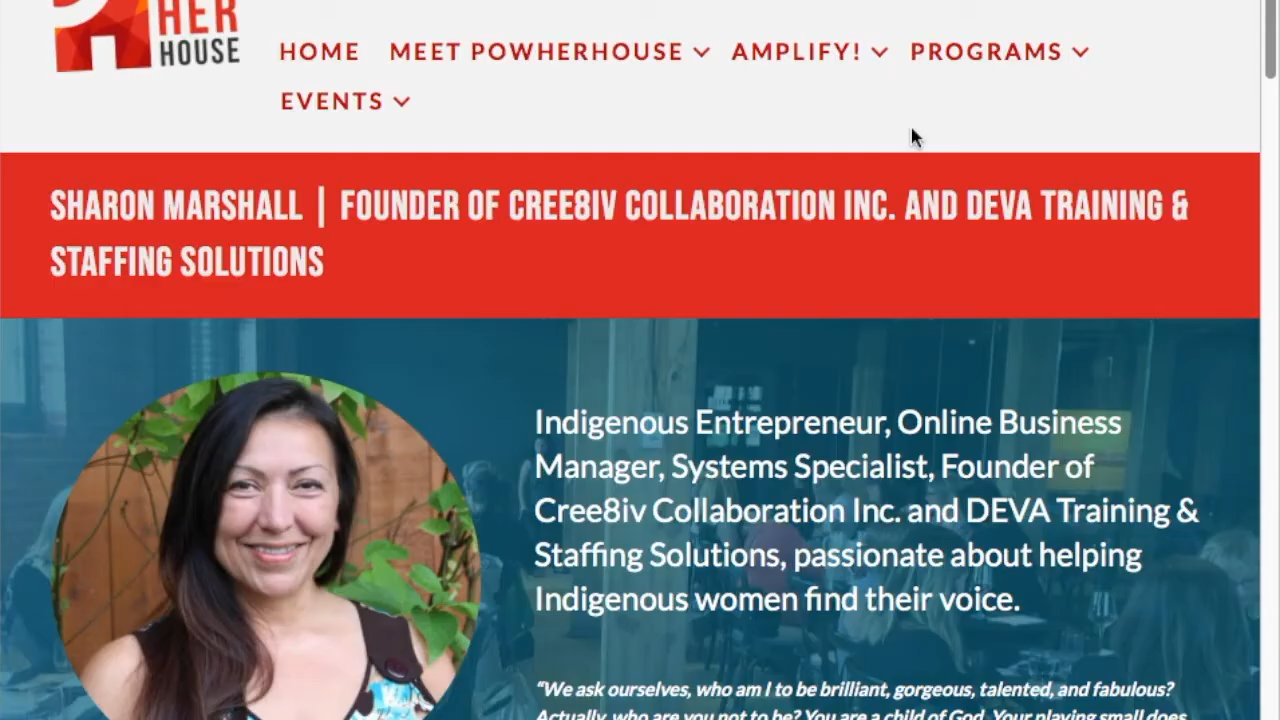 HER
HOUSE
HOME MEET POWHERHOUSE AMPLIFY! PROGRAMS
EVENTS
SHARON MARSHALL | FOUNDER OF CREE8IV COLLABORATION INC. AND DEVA TRAINING &
STAFFING SOLUTIONS
Indigenous Entrepreneur, Online Business
Manager, Systems Specialist, Founder of
Cree8iv Collaboration Inc. and DEVA Training &
Staffing Solutions, passionate about helping
Indigenous women find their voice.
“We ask ourselves, who am I to be brilliant, gorgeous, talented, and fabulous?
Actually, who are you not to be? You are a child of God. Your playing small does